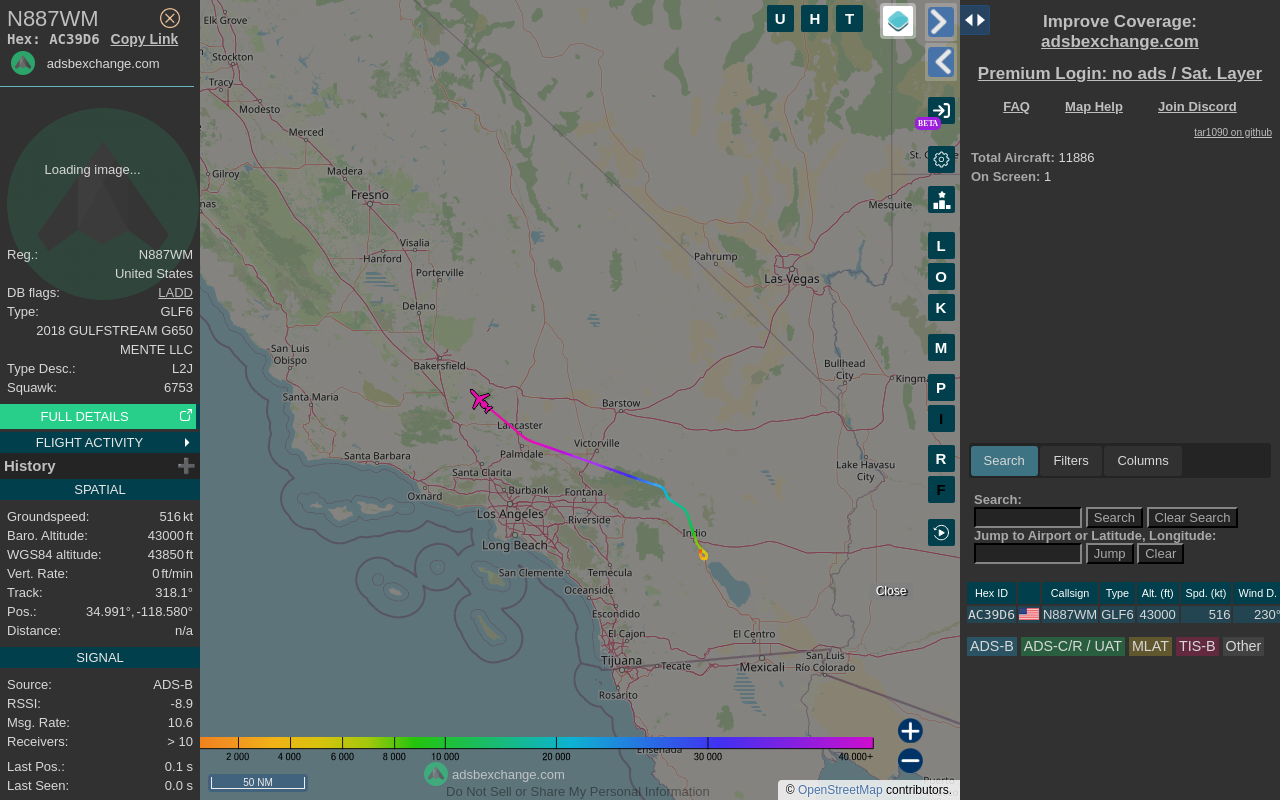 N887WM
Hex: AC39D6 Copy Link
adsbexchange.com
Loading image...
Reg.: N887WM
United States
DB flags: LADD
Type: GLF6
2018 GULFSTREAM G650
MENTE LLC
Type Desc.: L2J
Squawk: 6753
FULL DETAILS
FLIGHT ACTIVITY
History
SPATIAL
Groundspeed: 516 kt
Baro. Altitude: 43000 ft
WGS84 altitude: 43850 ft
Vert. Rate: 0 ft/min
Track: 318.1°
Pos.: 34.991°, -118.580°
Distance: n/a
SIGNAL
Source: ADS-B
RSSI: -8.9
Msg. Rate: 10.6
Receivers: > 10
Last Pos.: 0.1 s
Last Seen: 0.0 s
U H T
BETA
L
O
K
M
P
I
R
F
Elk Grove
Stockton
Tracy
Modesto
Merced
Madera
Gilroy
nas
Fresno
Visalia
Hanford
Porterville
Delano
San Luis
Obispo
Bakersfield
Santa Maria
Lancaster
Palmdale
Santa Barbara
Santa Clarita
Oxnard
Burbank
Fontana
Los Angeles
Riverside
Long Beach
San Clemente
Temecula
Oceanside
Escondido
El Cajon
Tijuana
Tecate
Rosarito
Ensenada
Mexicali
El Centro
San Luis
Río Colorado
Indio
Victorville
Barstow
Pahrump
Las Vegas
Mesquite
Bullhead
City
Lake Havasu
City
Close
2 000 4 000 6 000 8 000 10 000 20 000 30 000 40 000+
50 NM
adsbexchange.com
Do Not Sell or Share My Personal Information
© OpenStreetMap contributors.
Improve Coverage:
adsbexchange.com
Premium Login: no ads / Sat. Layer
FAQ Map Help Join Discord
tar1090 on github
Total Aircraft: 11886
On Screen: 1
Search Filters Columns
Search:
Search Clear Search
Jump to Airport or Latitude, Longitude:
Jump Clear
Hex ID Callsign Type Alt. (ft) Spd. (kt) Wind D.
AC39D6 N887WM GLF6 43000 516 230°
ADS-B ADS-C/R / UAT MLAT TIS-B Other